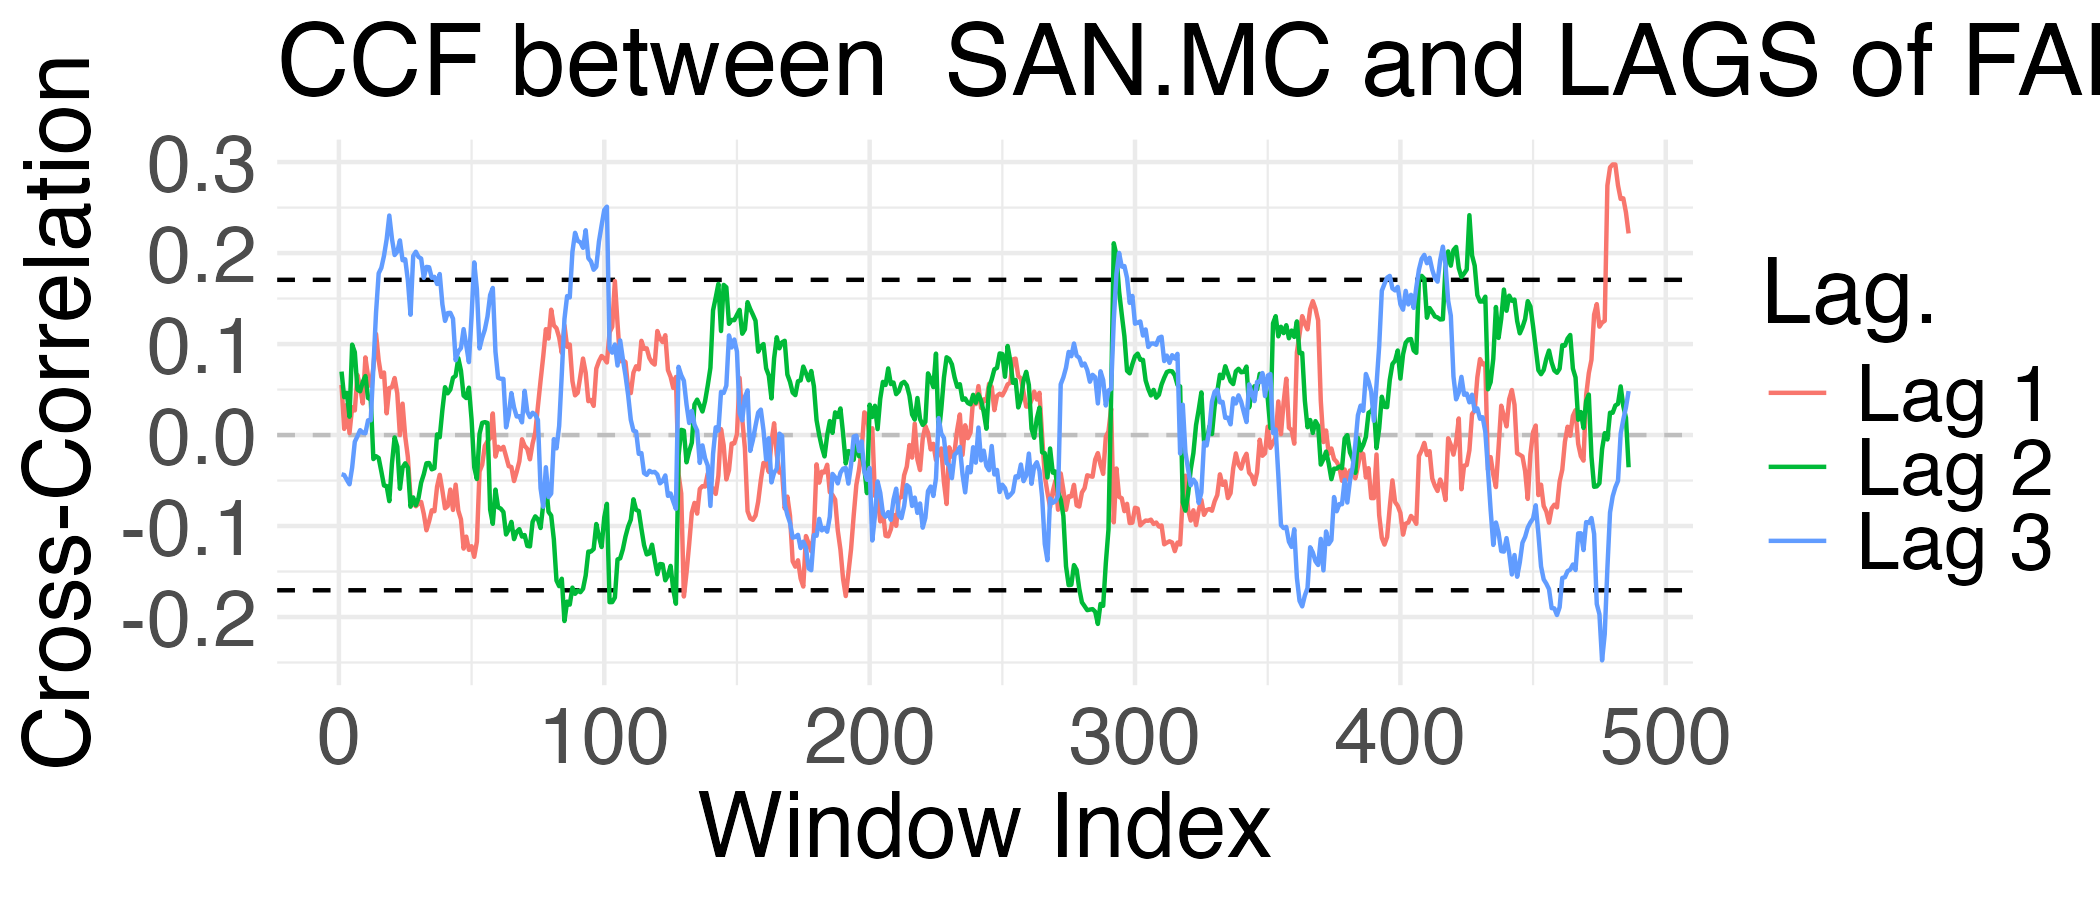 CCF between SAN.MC and LAGS of
Cross-Correlation
0.3
0.2
0.1
0.0
-0.1
-0.2
0 100 200 300 400 500
Window Index
Lag.
Lag 1
Lag 2
Lag 3